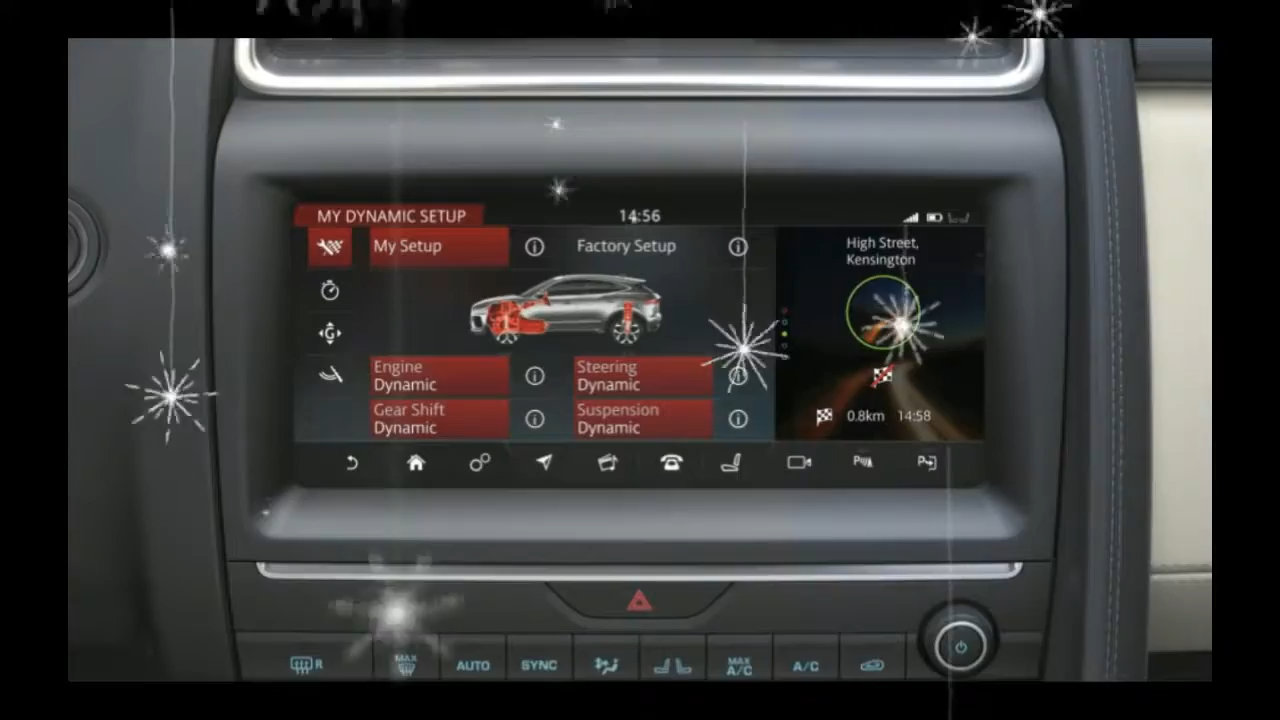 MY DYNAMIC SETUP
14:56
My Setup
Factory Setup
High Street,
Kensington
G
Engine
Dynamic
Steering
Dynamic
Gear Shift
Dynamic
Suspension
Dynamic
0.8km 14:58
R
MAX
AUTO
SYNC
MAX
A/C
A/C